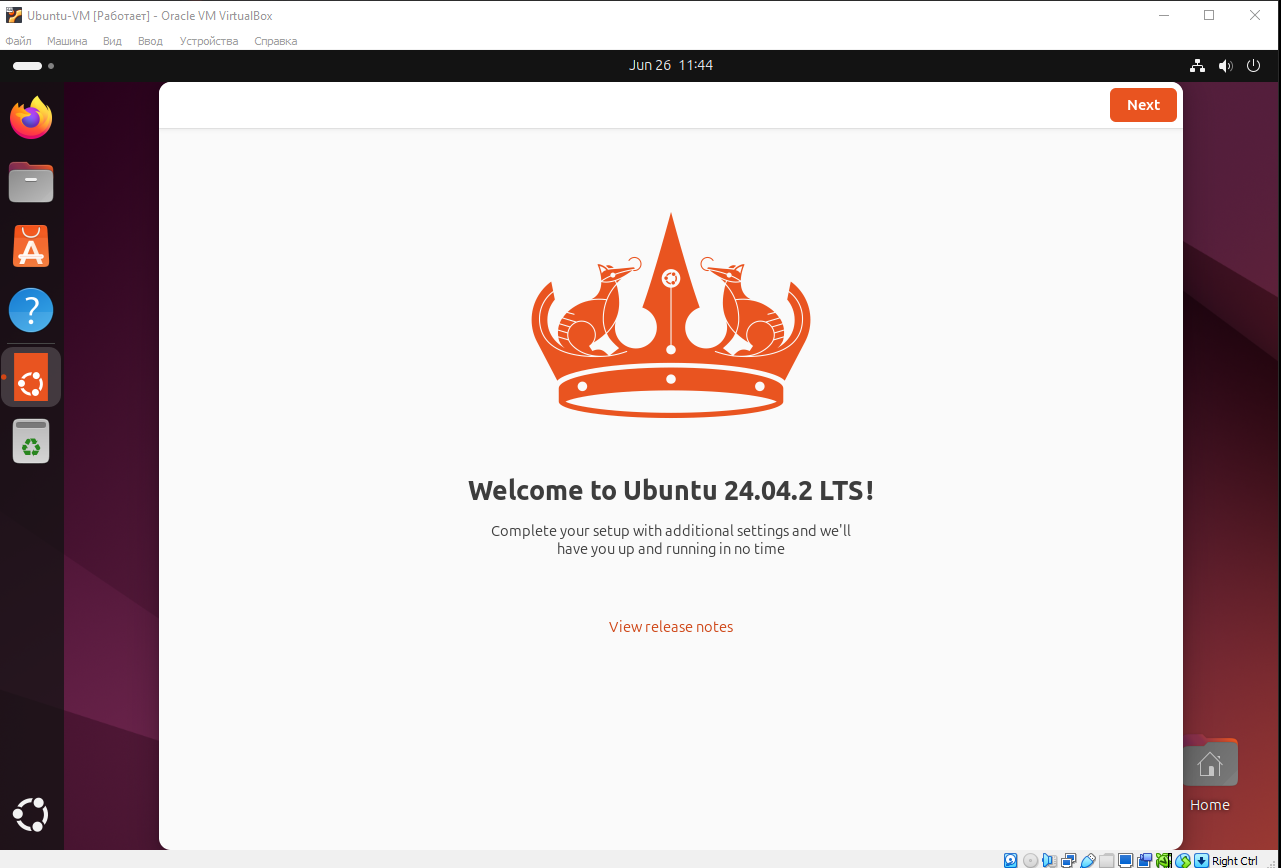 Ubuntu-VM [Работает] - Oracle VM VirtualBox
Файл Машина Вид Ввод Устройства Справка
Jun 26 11:44
Next
Welcome to Ubuntu 24.04.2 LTS!
Complete your setup with additional settings and we'll
have you up and running in no time
View release notes
Home
Right Ctrl